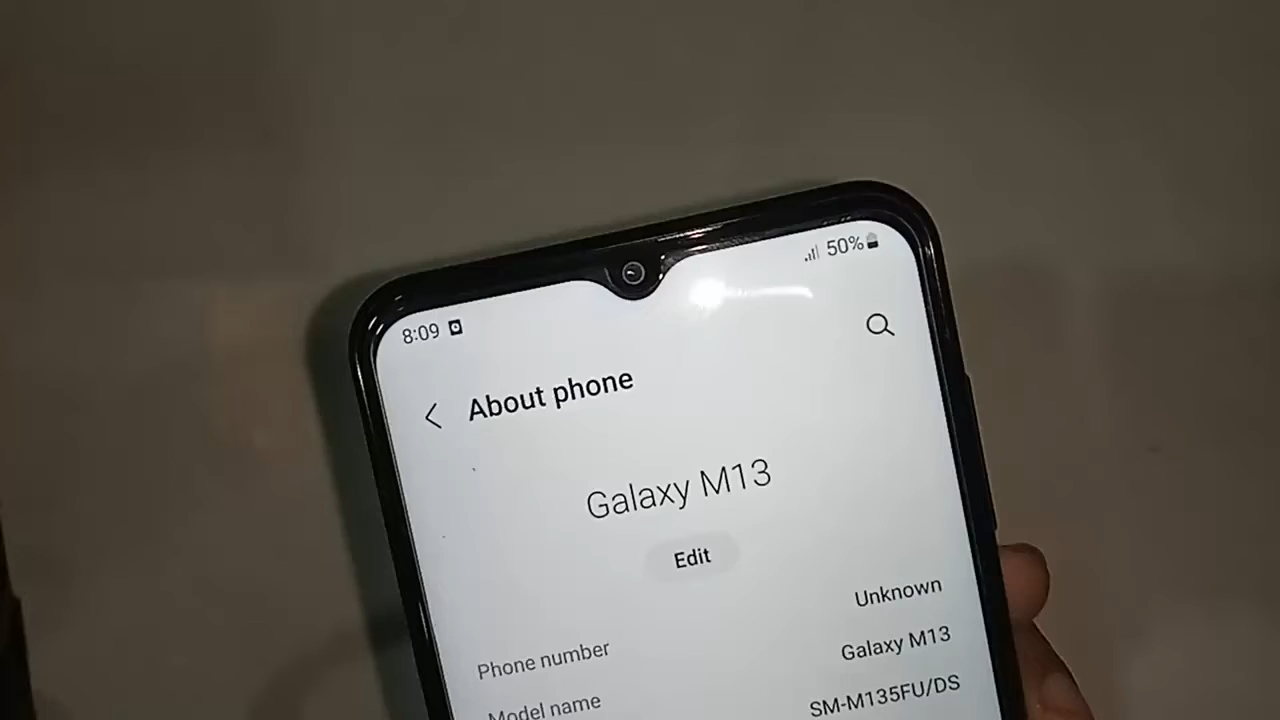 8:09 50%
About phone
Galaxy M13
Edit
Phone number Unknown
Model name Galaxy M13
SM-M135FU/DS